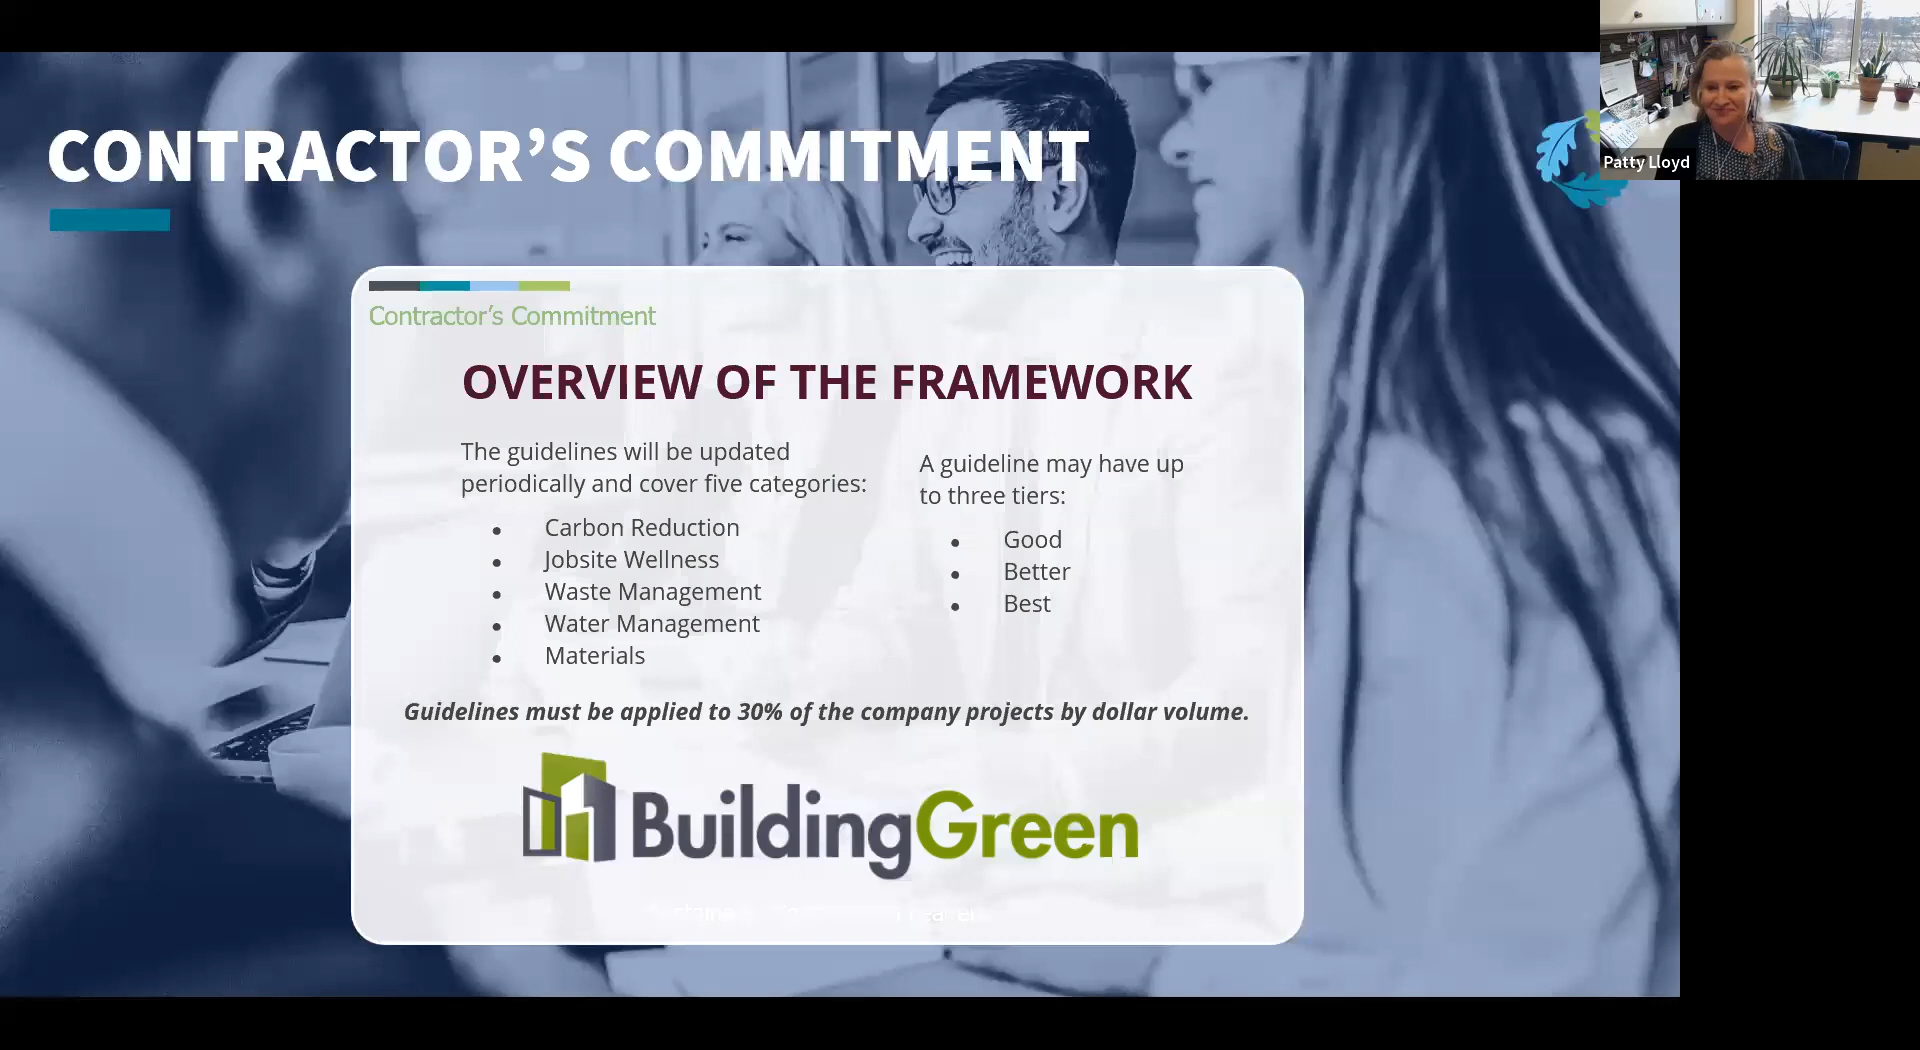 CONTRACTOR’S COMMITMENT
Patty Lloyd
Contractor’s Commitment
OVERVIEW OF THE FRAMEWORK
The guidelines will be updated
periodically and cover five categories:
• Carbon Reduction
• Jobsite Wellness
• Waste Management
• Water Management
• Materials
A guideline may have up
to three tiers:
• Good
• Better
• Best
Guidelines must be applied to 30% of the company projects by dollar volume.
BuildingGreen